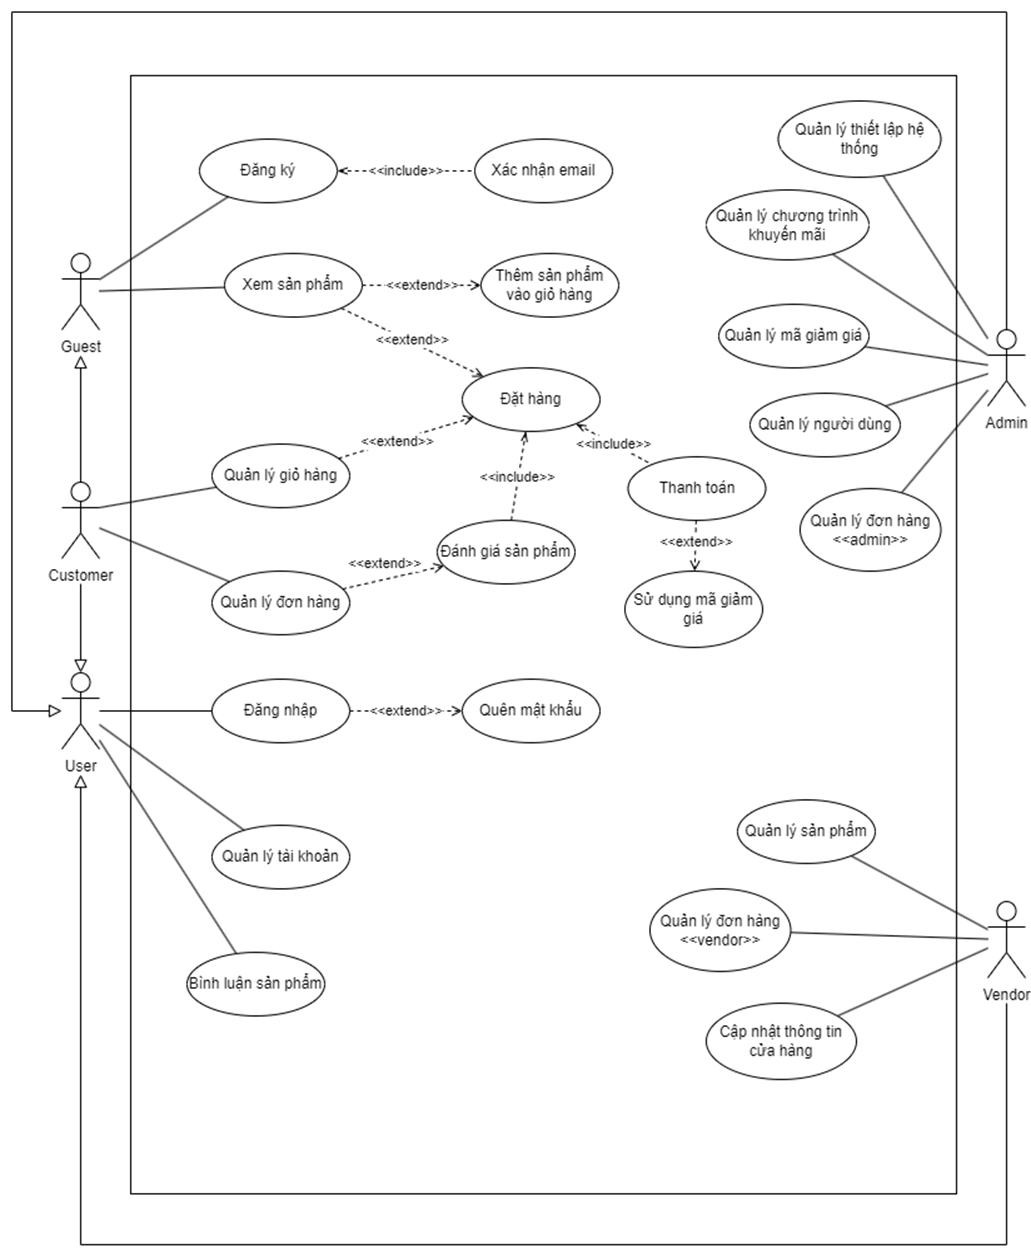 Quản lý thiết lập hệ
thống
Đăng ký
<<include>>
Xác nhận email
Quản lý chương trình
khuyến mãi
Xem sản phẩm
<<extend>>
Thêm sản phẩm
vào giỏ hàng
Guest
<<extend>>
Quản lý mã giảm giá
Đặt hàng
Admin
Quản lý người dùng
<<extend>>
<<include>>
Quản lý giỏ hàng
<<include>>
Thanh toán
Quản lý đơn hàng
<<admin>>
Customer
<<extend>>
Đánh giá sản phẩm
<<extend>>
Quản lý đơn hàng
Sử dụng mã giảm
giá
Đăng nhập
<<extend>>
Quên mật khẩu
User
Quản lý sản phẩm
Quản lý tài khoản
Quản lý đơn hàng
<<vendor>>
Bình luận sản phẩm
Vendor
Cập nhật thông tin
cửa hàng